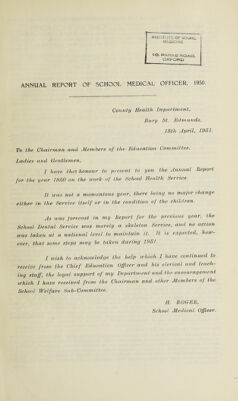 INSTITUTE OF SOCIAL
MEDICINE
10, PARKS ROAD,
OXFORD
ANNUAL REPORT OF SCHOOL MEDICAL OFFICER, 1950.
County Health Department,
Bury St. Edmunds,
18th April, 1951.
To the Chairman and Members of the Education Committee.
Ladies and Gentlemen,
I have the honour to present to you the Annual Report
for the year 1950 on the work of the School Health Service
It was not a momentous year, there being no major change
either in the Service itself or in the condition of the children.
As was forecast in my Report for the previous year, the
School Dental Service was merely a skeleton Service, and no action
was taken at a national level to maintain it. It is expected, how-
ever, that some steps may be taken during 1951
I wish to acknowledge the help which I have continued to
receive from the Chief Education Officer and his clerical and teach-
ing staff, the loyal support of my Department and the encouragement
which I have received from the Chairman and other Members of the
School Welfare Sub-Committee.
H. ROGER,
School Medical Officer.